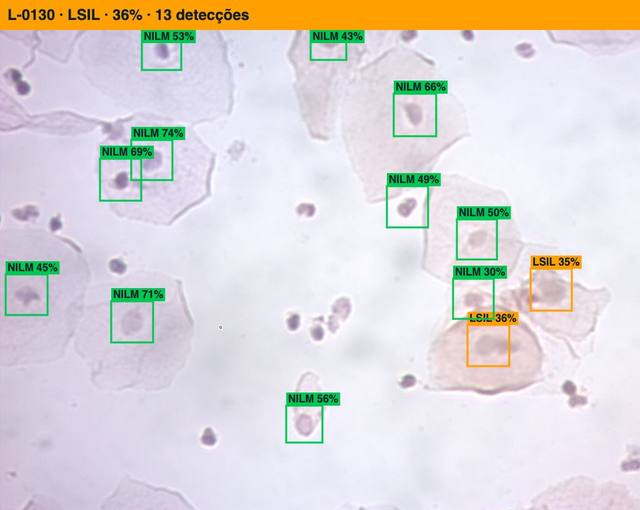 L-0130 · LSIL · 36% · 13 detecções
NILM 53%
NILM 43%
NILM 66%
NILM 74%
NILM 69%
NILM 49%
NILM 50%
LSIL 35%
NILM 45%
NILM 30%
NILM 71%
LSIL 36%
NILM 56%